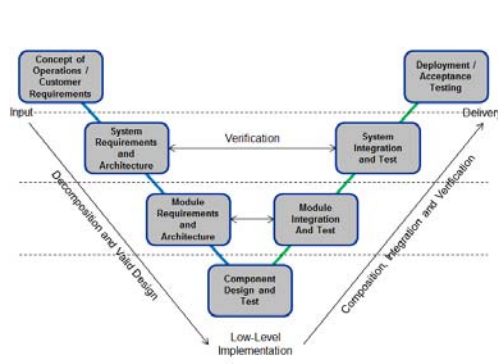 Concept of
Operations /
Customer
Requirements
Deployment /
Acceptance
Testing
Input
Delivery
System
Requirements
and
Architecture
Verification
System
Integration
and Test
Module
Requirements
and
Architecture
Module
Integration
And Test
Decomposition and Valid Design
Composition, Integration and Verification
Component
Design and
Test
Low-Level
Implementation